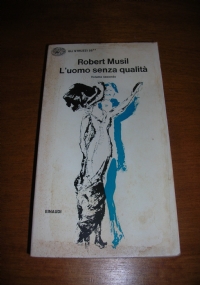 Robert Musil
L'uomo senza qualità
EINAUDI